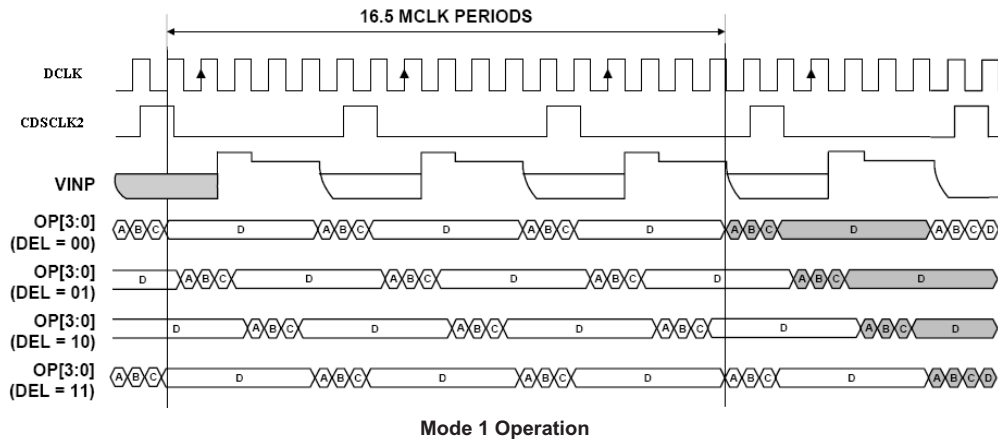 16.5 MCLK PERIODS
DCLK
CDSCLK2
VINP
OP[3:0]
(DEL = 00)
A B C D A B C D A B C D A B C D A B C D
OP[3:0]
(DEL = 01)
D A B C D A B C D A B C D A B C D
OP[3:0]
(DEL = 10)
D A B C D A B C D A B C D A B C D
OP[3:0]
(DEL = 11)
A B C D A B C D A B C D A B C D A B C D
Mode 1 Operation